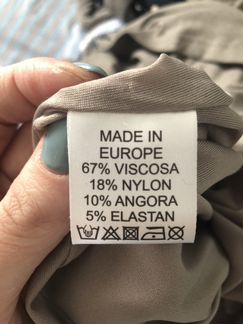 MADE IN
EUROPE
67% VISCOSA
18% NYLON
10% ANGORA
5% ELASTAN